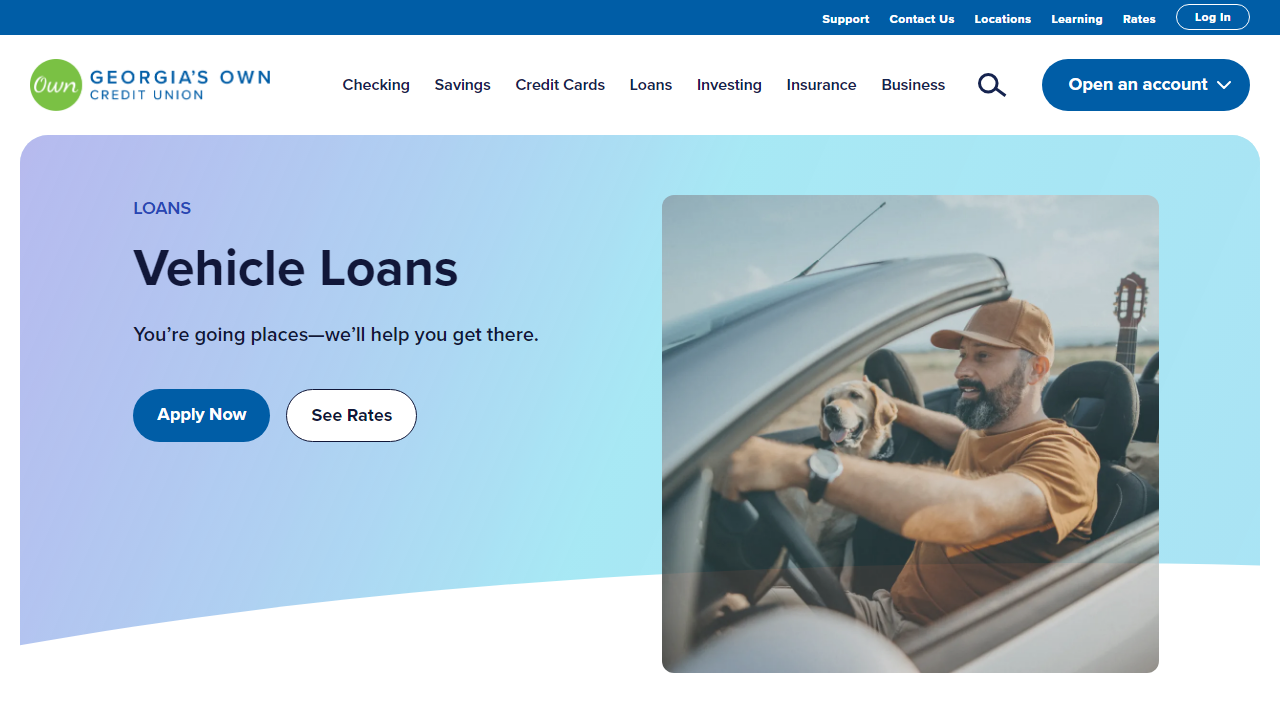 Support Contact Us Locations Learning Rates Log In
Own GEORGIA'S OWN
CREDIT UNION
Checking Savings Credit Cards Loans Investing Insurance Business Open an account
LOANS
Vehicle Loans
You’re going places—we’ll help you get there.
Apply Now See Rates